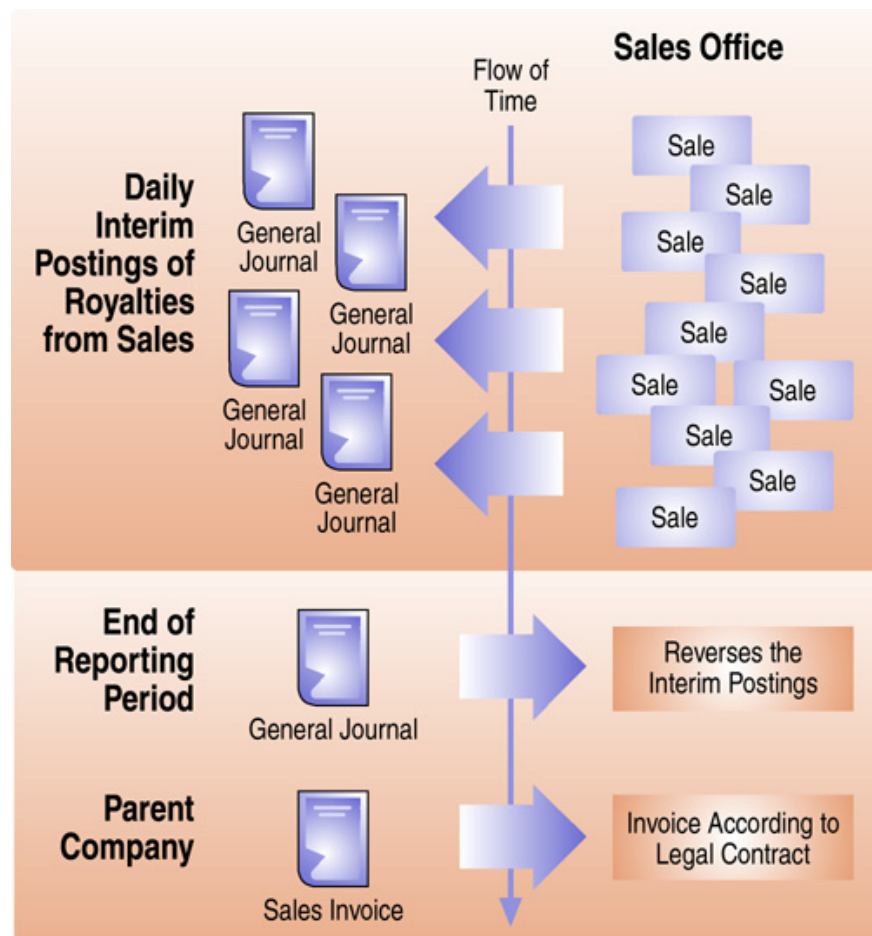 Sales Office
Flow of
Time
Daily
Interim
Postings of
Royalties
from Sales
General
Journal
General
Journal
General
Journal
General
Journal
Sale
Sale
Sale
Sale
Sale
Sale
Sale
Sale
Sale
Sale
End of
Reporting
Period
General Journal
Reverses the
Interim Postings
Parent
Company
Sales Invoice
Invoice According to
Legal Contract